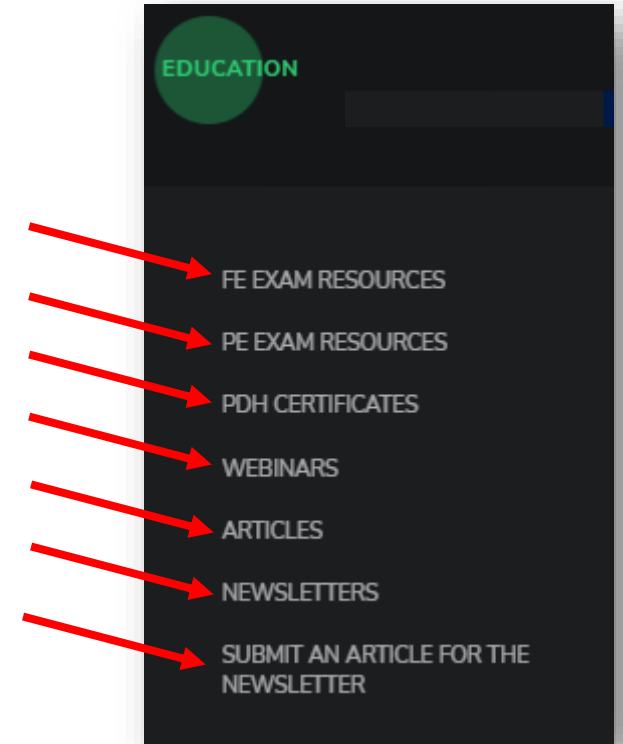 EDUCATION
FE EXAM RESOURCES
PE EXAM RESOURCES
PDH CERTIFICATES
WEBINARS
ARTICLES
NEWSLETTERS
SUBMIT AN ARTICLE FOR THE
NEWSLETTER